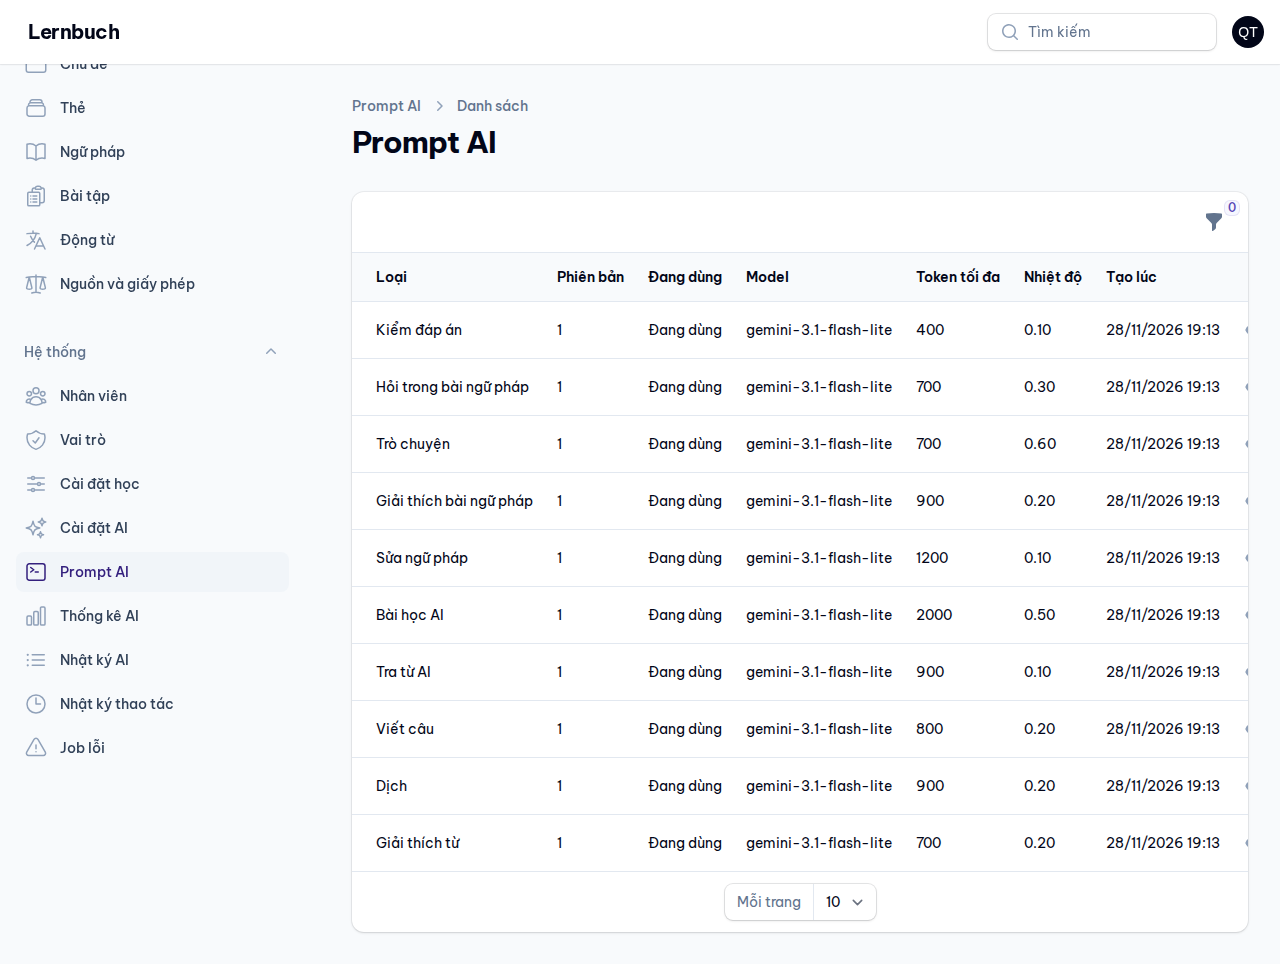 Lernbuch
Tìm kiếm
QT
Chủ đề
Thẻ
Ngữ pháp
Bài tập
Động từ
Nguồn và giấy phép
Hệ thống
Nhân viên
Vai trò
Cài đặt học
Cài đặt AI
Prompt AI
Thống kê AI
Nhật ký AI
Nhật ký thao tác
Job lỗi
Prompt AI > Danh sách
Prompt AI
0
Loại Phiên bản Đang dùng Model Token tối đa Nhiệt độ Tạo lúc
Kiểm đáp án 1 Đang dùng gemini-3.1-flash-lite 400 0.10 28/11/2026 19:13
Hỏi trong bài ngữ pháp 1 Đang dùng gemini-3.1-flash-lite 700 0.30 28/11/2026 19:13
Trò chuyện 1 Đang dùng gemini-3.1-flash-lite 700 0.60 28/11/2026 19:13
Giải thích bài ngữ pháp 1 Đang dùng gemini-3.1-flash-lite 900 0.20 28/11/2026 19:13
Sửa ngữ pháp 1 Đang dùng gemini-3.1-flash-lite 1200 0.10 28/11/2026 19:13
Bài học AI 1 Đang dùng gemini-3.1-flash-lite 2000 0.50 28/11/2026 19:13
Tra từ AI 1 Đang dùng gemini-3.1-flash-lite 900 0.10 28/11/2026 19:13
Viết câu 1 Đang dùng gemini-3.1-flash-lite 800 0.20 28/11/2026 19:13
Dịch 1 Đang dùng gemini-3.1-flash-lite 900 0.20 28/11/2026 19:13
Giải thích từ 1 Đang dùng gemini-3.1-flash-lite 700 0.20 28/11/2026 19:13
Mỗi trang 10